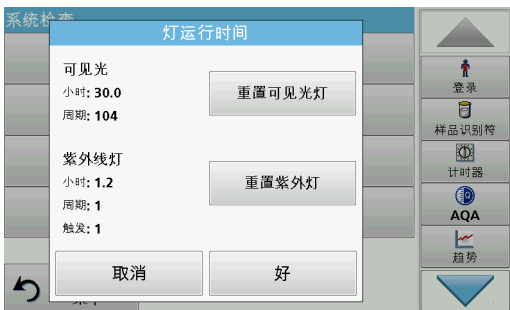 系统检查
灯运行时间
可见光
小时: 30.0
周期: 104
重置可见光灯
紫外线灯
小时: 1.2
周期: 1
触发: 1
重置紫外灯
取消
好
登录
样品识别符
计时器
AQA
趋势